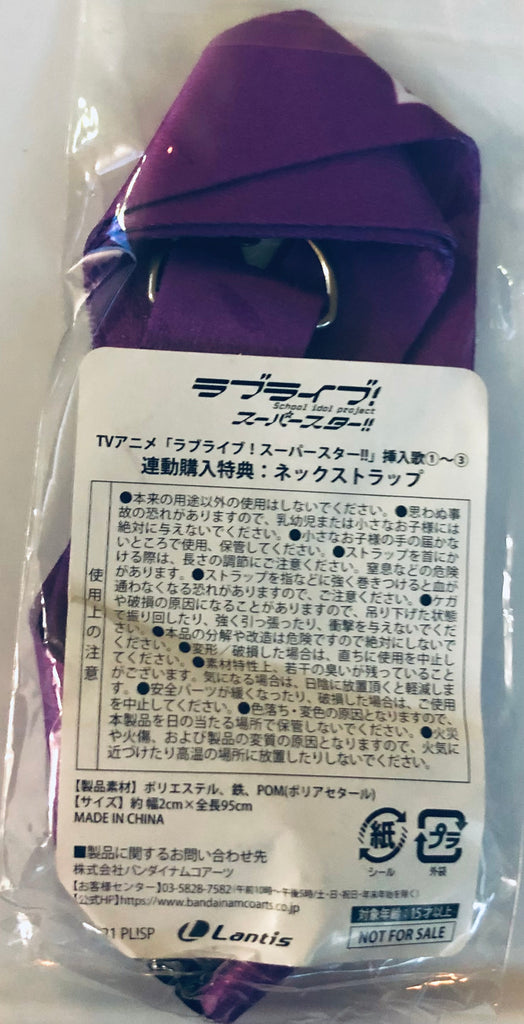 ラブライブ!
School idol project
スーパースター!!
TVアニメ「ラブライブ!スーパースター!!」挿入歌①〜③
連動購入特典：ネックストラップ
使用上の注意
●本来の用途以外の使用はしないでください。●思わぬ事
故の恐れがありますので、乳幼児または小さなお子様には
絶対に与えないでください。●小さなお子様の手の届かな
いところで使用、保管してください。●ストラップを首にか
ける際は、長さの調節にご注意ください。窒息などの危険
があります。●ストラップを指などに強く巻きつけると血が
通わなくなる恐れがありますので、ご注意ください。●ケガ
や破損の原因になることがありますので、吊り下げた状態
で振り回したり、強く引っ張ったり、衝撃を与えないでくだ
さい。●本品の分解や改造は危険ですので絶対にしないで
ください。●変形/破損した場合は、直ちに使用を中止し
てください。●素材特性上、若干の臭いが残っていること
がございます。気になる場合は、日陰に放置頂くと軽減しま
す。●安全パーツが緩くなったり、破損した場合は、ご使用
を中止してください。●色落ち・変色の原因となりますので、
本製品を日の当たる場所で保管しないでください。●火災
や火傷、および製品の変質の原因となりますので、火気に
近づけたり高温の場所に放置したりしないでください。
【製品素材】ポリエステル、鉄、POM(ポリアセタール)
【サイズ】約 幅2cm×全長95cm
MADE IN CHINA
紙
シール
プラ
外袋
■製品に関するお問い合わせ先
株式会社バンダイナムコアーツ
【お客様センター】03-5828-7582(午前10時〜午後5時/土・日・祝日・年末年始を除く)
【公式HP】https://www.bandainamcoarts.co.jp
21 PL!SP
Lantis
対象年齢：15才以上
NOT FOR SALE